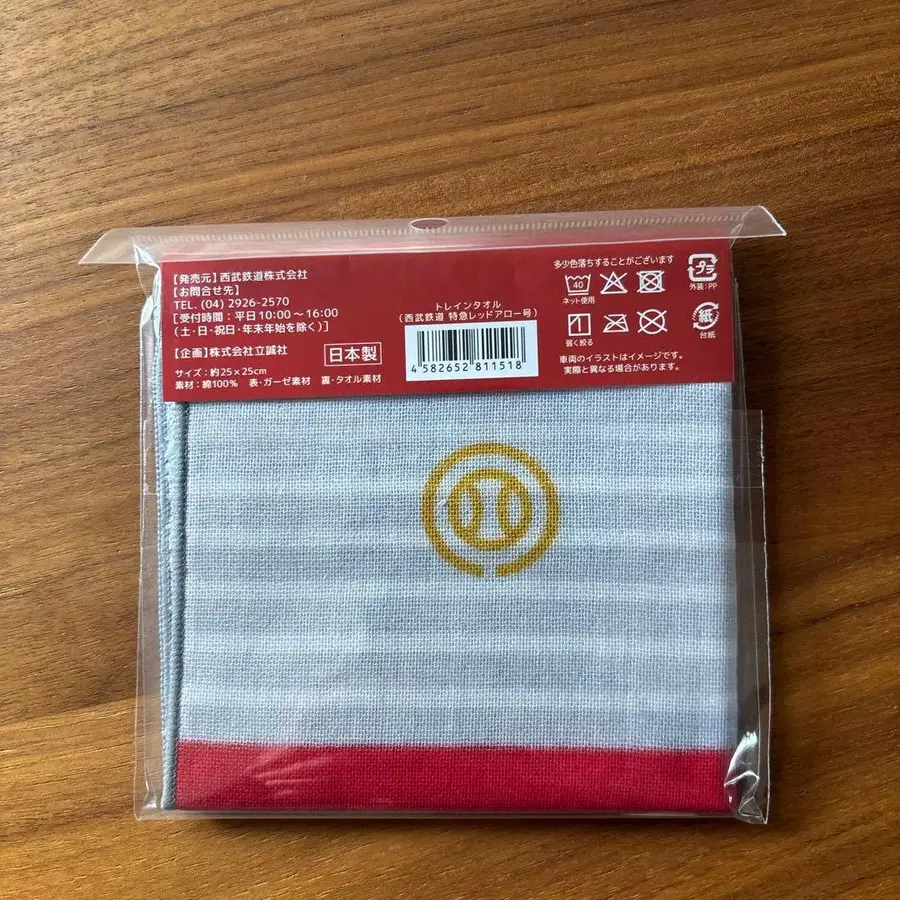 【発売元】西武鉄道株式会社
【お問合せ先】
TEL. (04) 2926-2570
[受付時間：平日10:00～16:00
(土・日・祝日・年末年始を除く)]
【企画】株式会社立誠社
日本製
サイズ：約25×25cm
素材：綿100% 表・ガーゼ素材 裏・タオル素材
トレインタオル
(西武鉄道 特急レッドアロー号)
4 582652 811518
多少色落ちすることがございます
40
ネット使用
弱く絞る
車両のイラストはイメージです。
実際と異なる場合があります。
プラ
外装：PP
紙
台紙